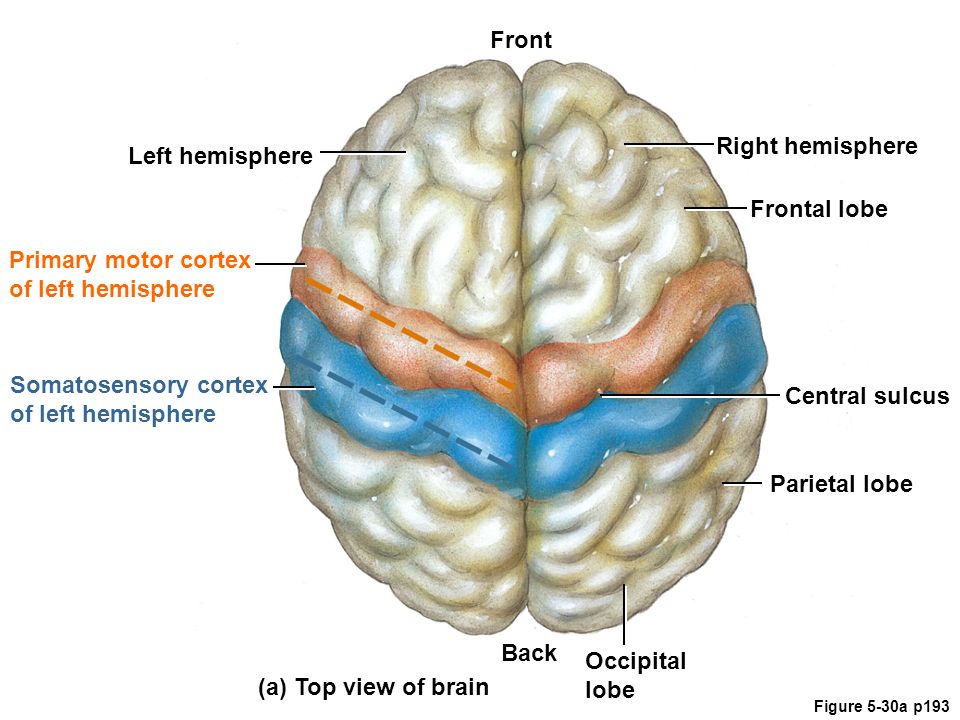 Front
Left hemisphere
Right hemisphere
Frontal lobe
Primary motor cortex
of left hemisphere
Somatosensory cortex
of left hemisphere
Central sulcus
Parietal lobe
Back
Occipital
lobe
(a) Top view of brain
Figure 5-30a p193